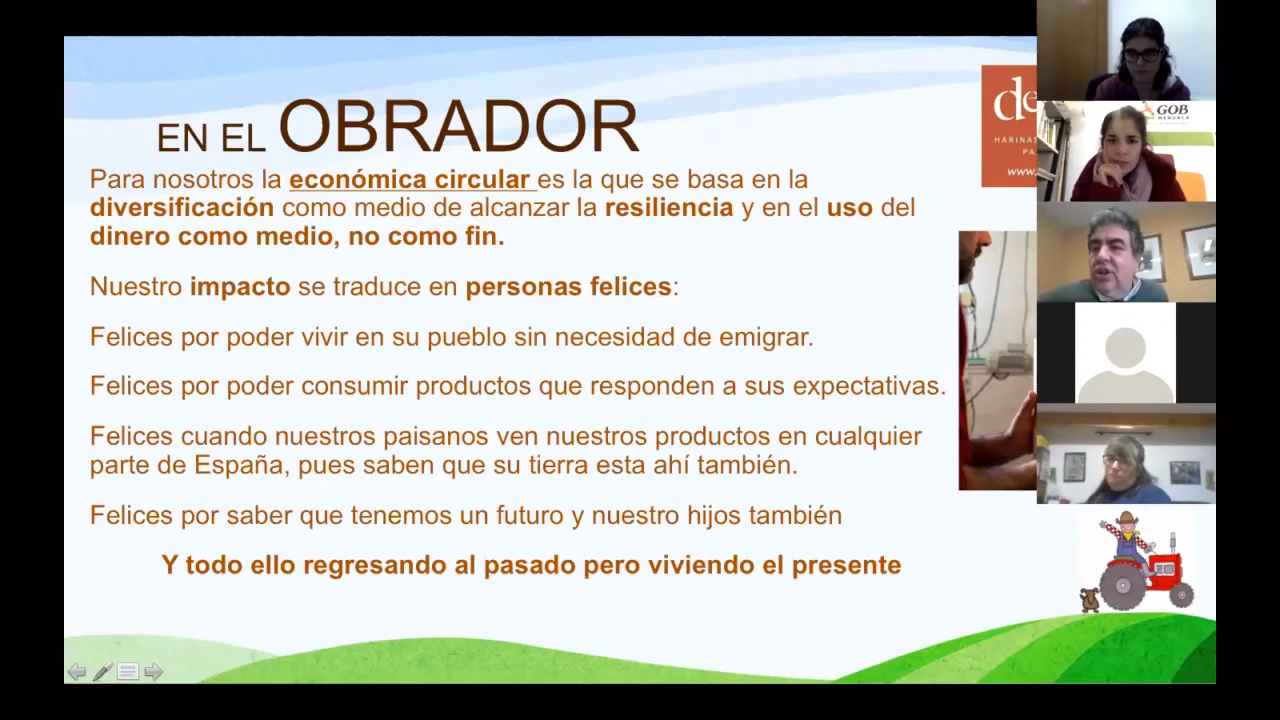 EN EL OBRADOR
Para nosotros la económica circular es la que se basa en la
diversificación como medio de alcanzar la resiliencia y en el uso del
dinero como medio, no como fin.
Nuestro impacto se traduce en personas felices:
Felices por poder vivir en su pueblo sin necesidad de emigrar.
Felices por poder consumir productos que responden a sus expectativas.
Felices cuando nuestros paisanos ven nuestros productos en cualquier
parte de España, pues saben que su tierra esta ahí también.
Felices por saber que tenemos un futuro y nuestro hijos también
Y todo ello regresando al pasado pero viviendo el presente
de
HARINAS
PA
www.
GOB
MENORCA